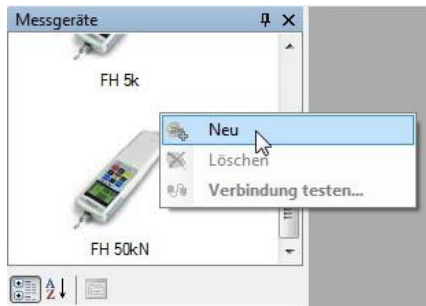 Messgeräte
FH 5k
Neu
Löschen
Verbindung testen...
FH 50kN